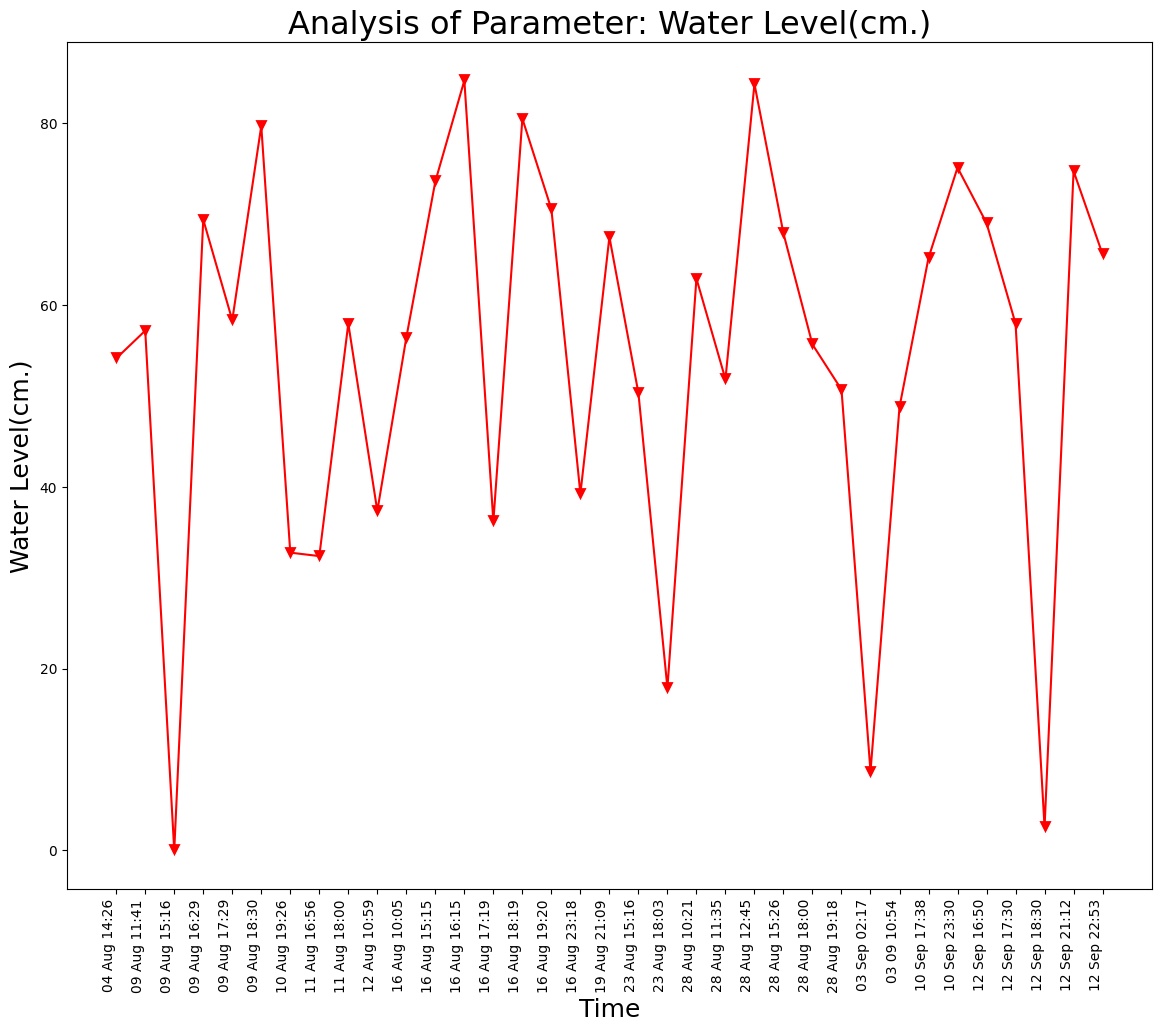 Analysis of Parameter: Water Level(cm.)
Water Level(cm.)
80
60
40
20
0
04 Aug 14:26
09 Aug 11:41
09 Aug 15:16
09 Aug 16:29
09 Aug 17:29
09 Aug 18:30
10 Aug 19:26
11 Aug 16:56
11 Aug 18:00
12 Aug 10:59
16 Aug 10:05
16 Aug 15:15
16 Aug 16:15
16 Aug 17:19
16 Aug 18:19
16 Aug 19:20
16 Aug 23:18
19 Aug 21:09
23 Aug 15:16
23 Aug 18:03
28 Aug 10:21
28 Aug 11:35
28 Aug 12:45
28 Aug 15:26
28 Aug 18:00
28 Aug 19:18
03 Sep 02:17
03 09 10:54
10 Sep 17:38
10 Sep 23:30
12 Sep 16:50
12 Sep 17:30
12 Sep 18:30
12 Sep 21:12
12 Sep 22:53
Time